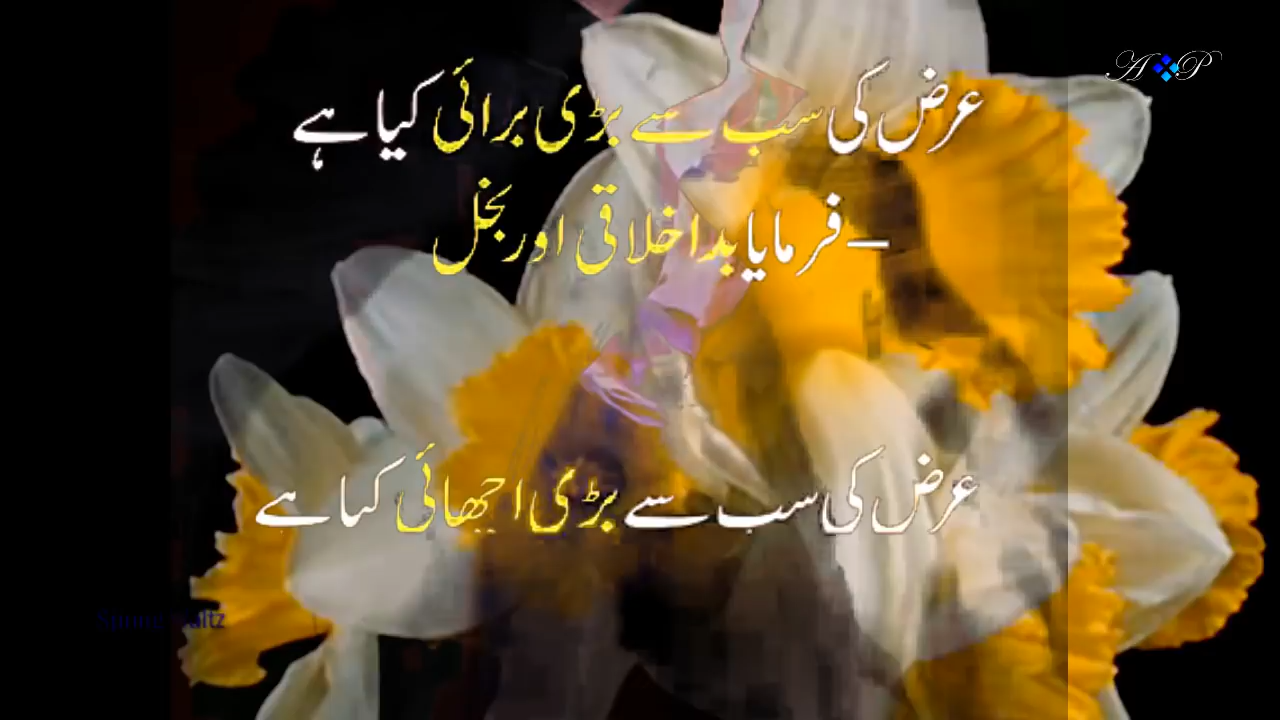 A P
عرض کی سب سے بڑی برائی کیا ہے
فرمایا بداخلاقی اور بخل–
عرض کی سب سے بڑی اچھائی کیا ہے